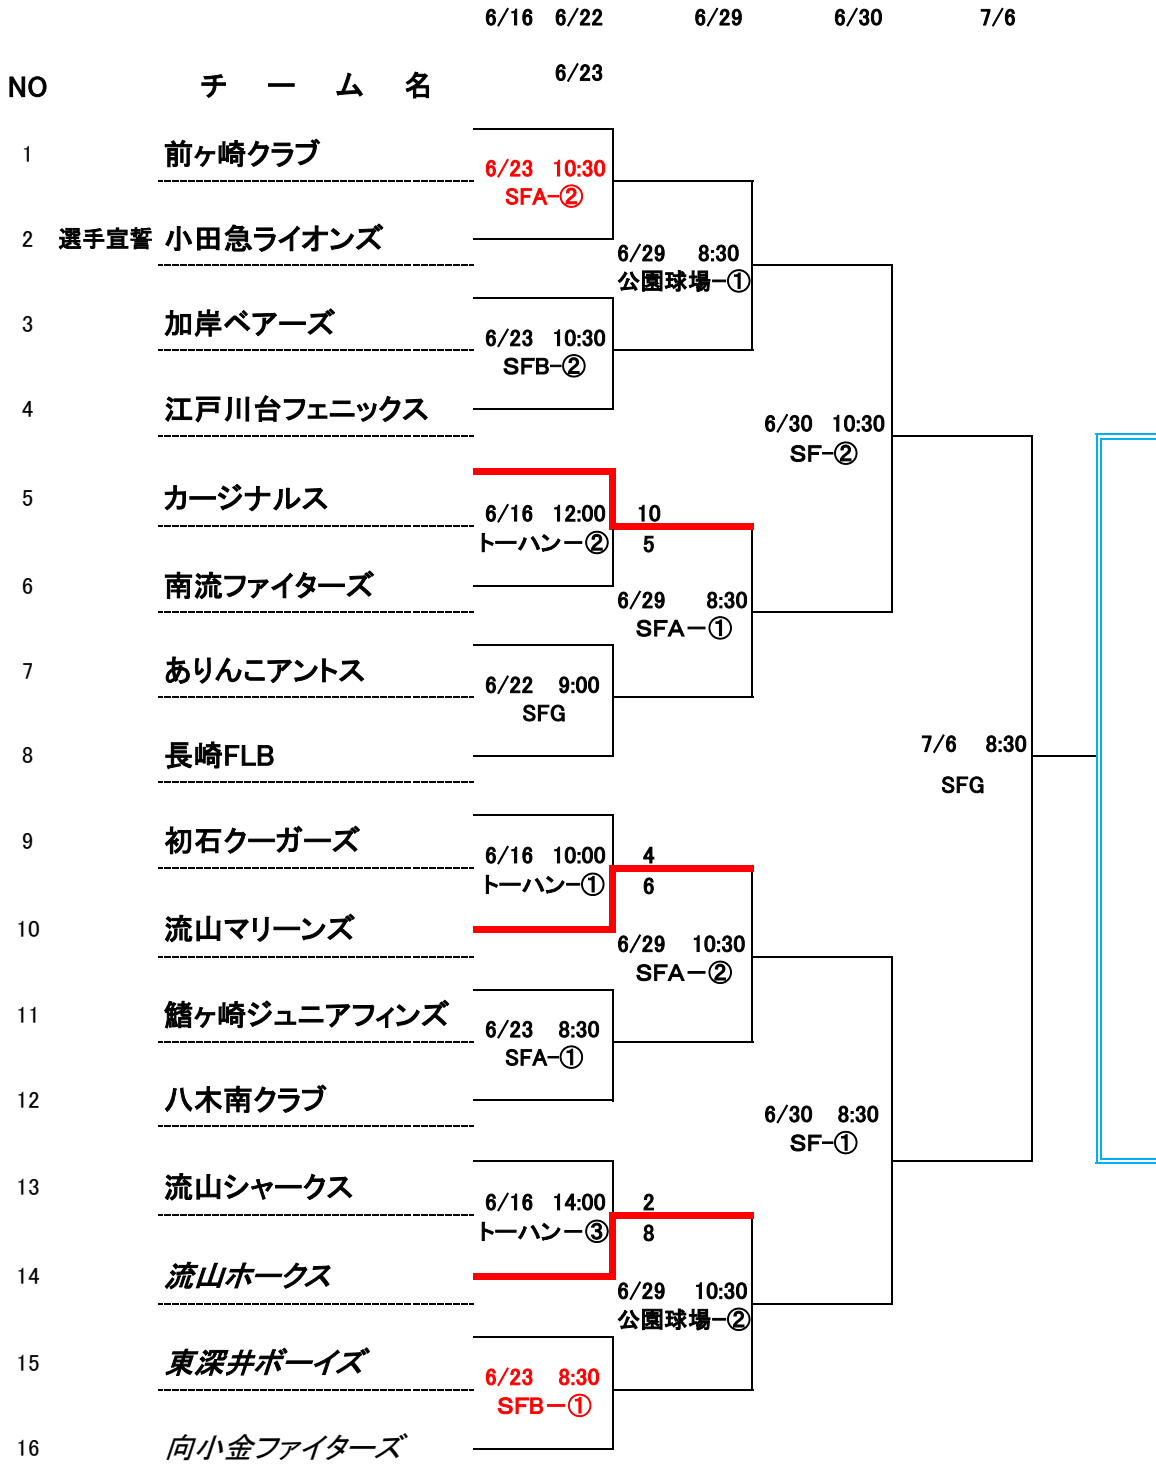 6/16 6/22 6/29 6/30 7/6
6/23
NO チ ー ム 名
1 前ヶ崎クラブ
6/23 10:30
SFA-②
2 選手宣誓 小田急ライオンズ
6/29 8:30
公園球場-①
3 加岸ベアーズ
6/23 10:30
SFB-②
4 江戸川台フェニックス
6/30 10:30
SF-②
5 カージナルス
6/16 12:00 10
トーハンー② 5
6 南流ファイターズ
6/29 8:30
SFAー①
7 ありんこアントス
6/22 9:00
SFG
8 長崎FLB
7/6 8:30
SFG
9 初石クーガーズ
6/16 10:00 4
トーハン-① 6
10 流山マリーンズ
6/29 10:30
SFAー②
11 鰭ヶ崎ジュニアフィンズ
6/23 8:30
SFA-①
12 八木南クラブ
6/30 8:30
SF-①
13 流山シャークス
6/16 14:00 2
トーハンー③ 8
14 流山ホークス
6/29 10:30
公園球場-②
15 東深井ボーイズ
6/23 8:30
SFBー①
16 向小金ファイターズ